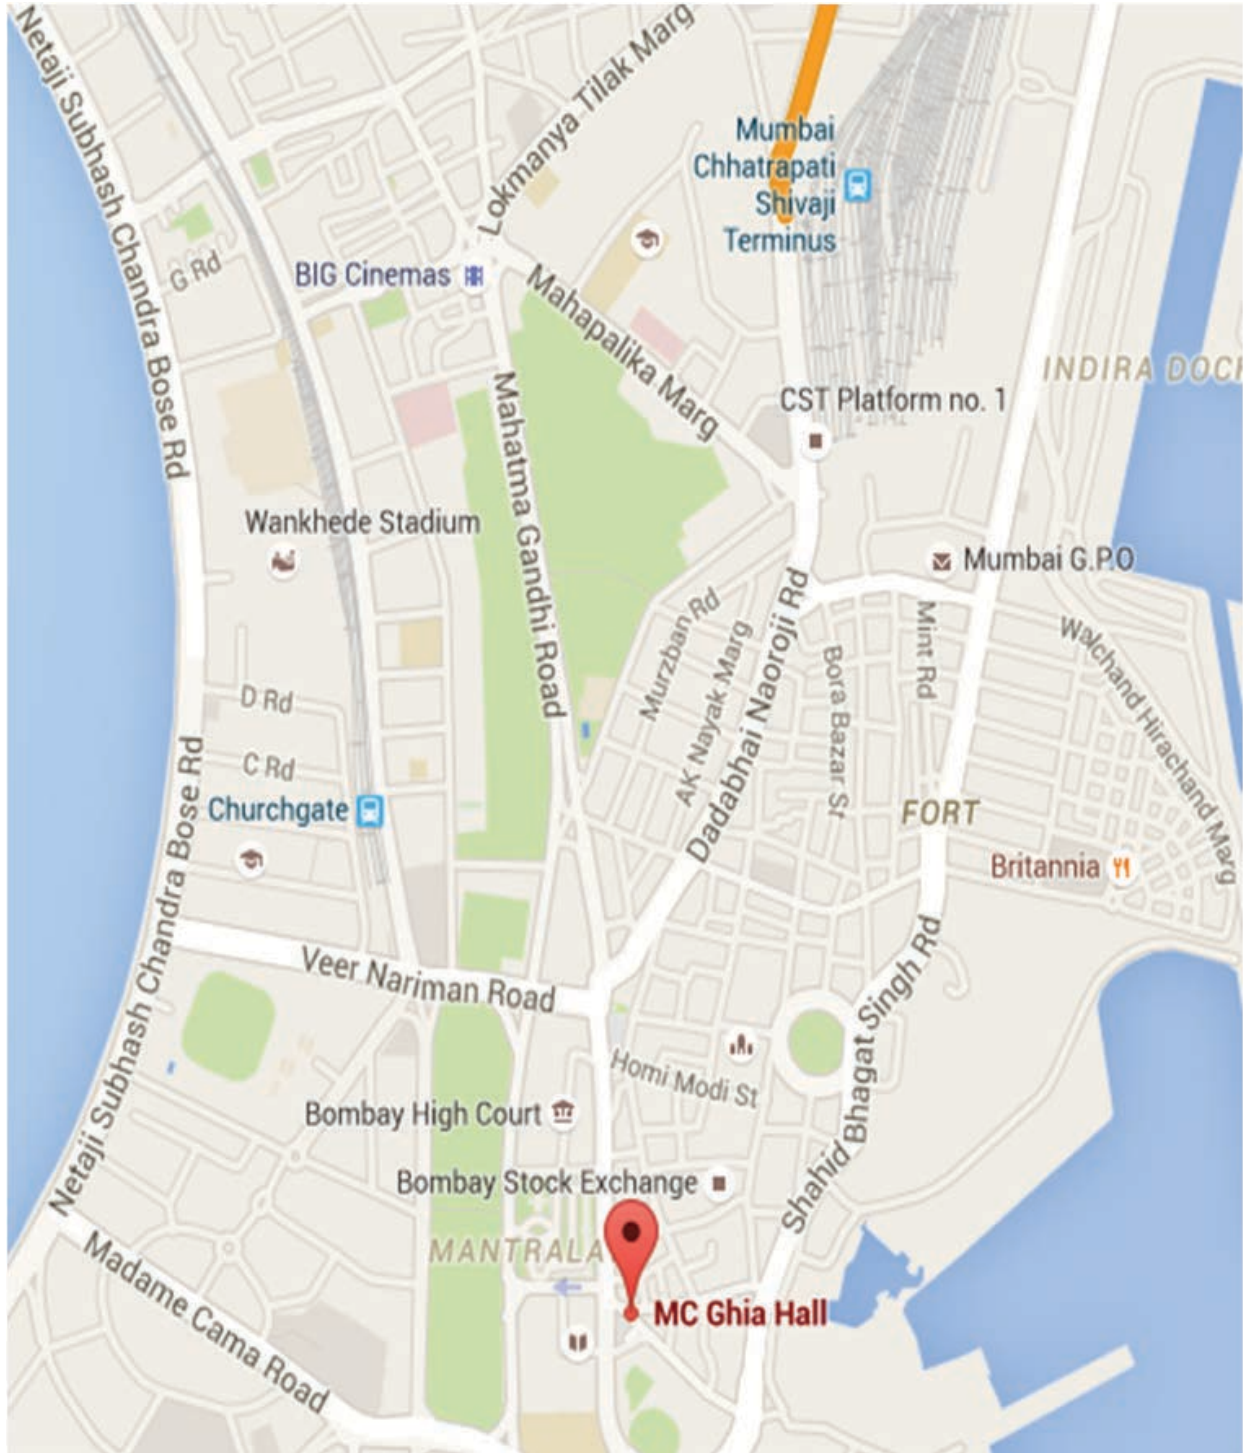 Netaji Subhash Chandra Bose Rd
Lokmanya Tilak Marg
Mumbai
Chhatrapati
Shivaji
Terminus
G Rd
BIG Cinemas
Mahapalika Marg
INDIRA DOCK
CST Platform no. 1
Mahatma Gandhi Road
Wankhede Stadium
Mumbai G.P.O
Murzban Rd
AK Nayak Marg
Dadabhai Naoroji Rd
Bora Bazar St
Mint Rd
Walchand Hirachand Marg
D Rd
C Rd
Churchgate
FORT
Britannia
Netaji Subhash Chandra Bose Rd
Veer Nariman Road
Shahid Bhagat Singh Rd
Homi Modi St
Bombay High Court
Bombay Stock Exchange
MANTRALA
Madame Cama Road
MC Ghia Hall